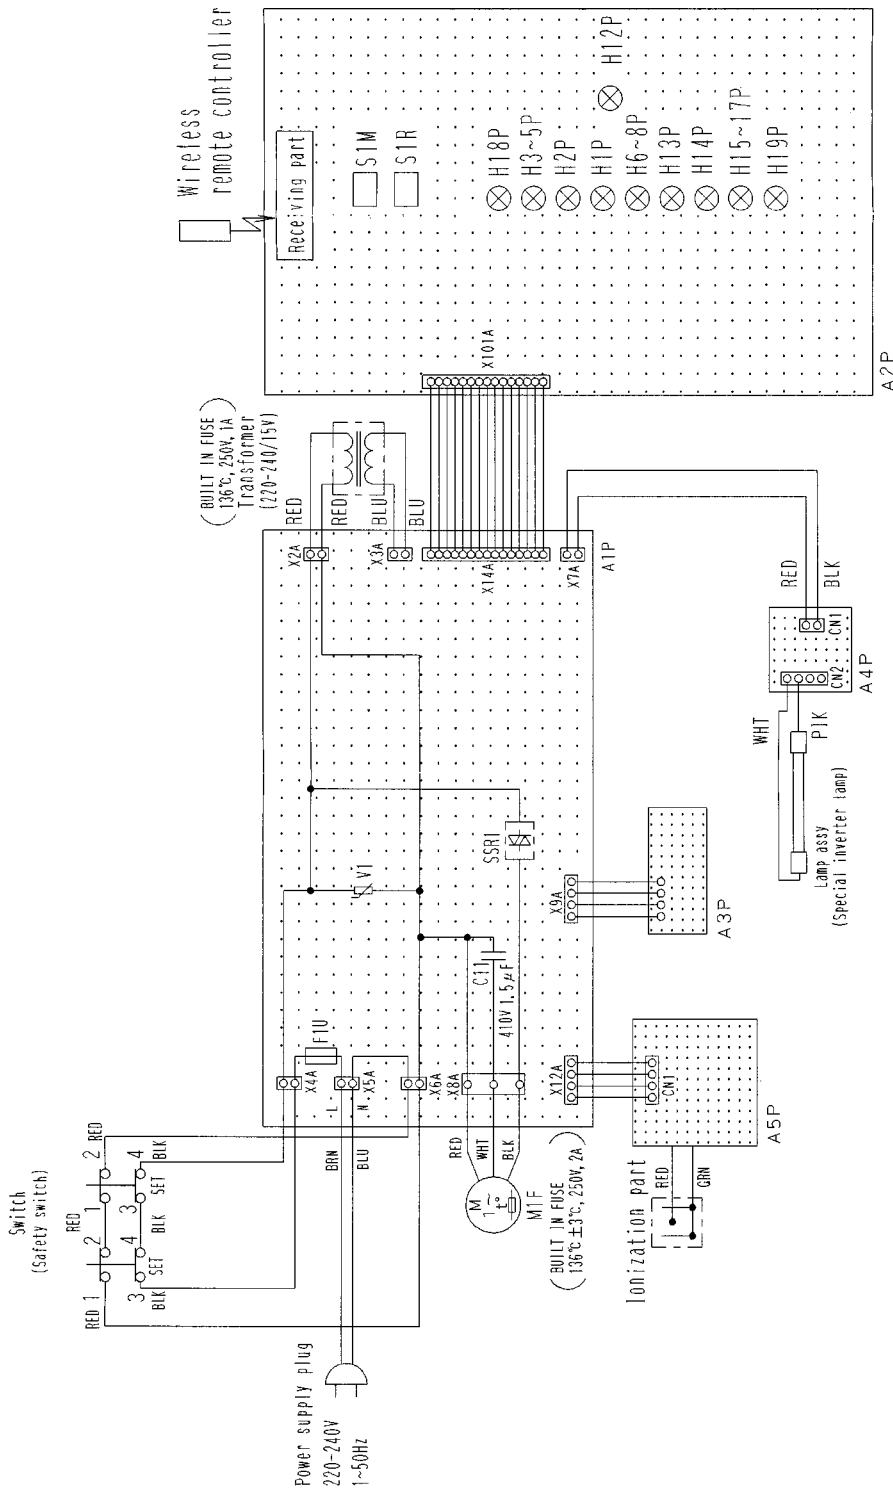 Wireless
remote controller
Receiving part
S1M
S1R
H18P
H3~5P
H2P
H1P
H12P
H6~8P
H13P
H14P
H15~17P
H19P
X101A
A2P
(BUILT IN FUSE
136°C, 250V, 1A)
Transformer
(220-240/15V)
RED
RED
BLU
BLU
X2A
X3A
X14A
X7A
A1P
RED
BLK
CN1
CN2
A4P
WHT
PIK
Lamp assy
(Special inverter lamp)
V1
SSR1
X9A
A3P
C11
410V 1.5µF
F1U
X4A
L
N
X5A
X6A
X8A
X12A
CN1
A5P
Switch
(Safety switch)
RED
1
2
RED
1
2
RED
BLK
3
4
SET
BLK
3
4
SET
BLK
BRN
BLU
RED
WHT
BLK
M
1~
t°
M1F
(BUILT IN FUSE
136°C±3°C, 250V, 2A)
Ionization part
RED
GRN
Power supply plug
220-240V
1~50Hz